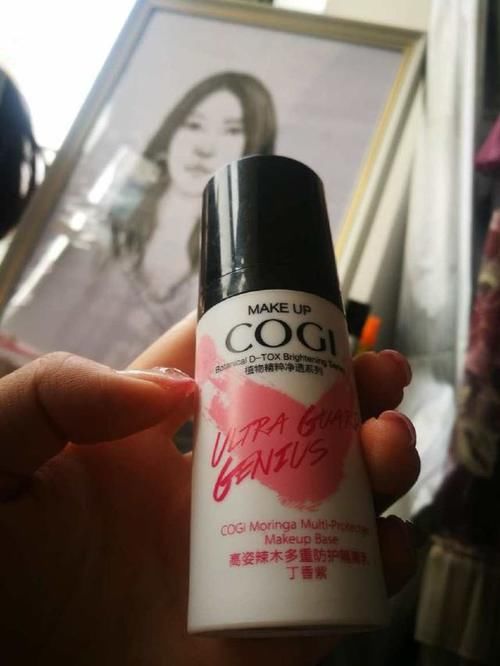 MAKE UP
COGI
Botanical D-TOX Brightening Series
植物精粹净透系列
ULTRA GUARD
GENIUS
COGI Moringa Multi-Protection
Makeup Base
高姿辣木多重防护隔离乳
丁香紫